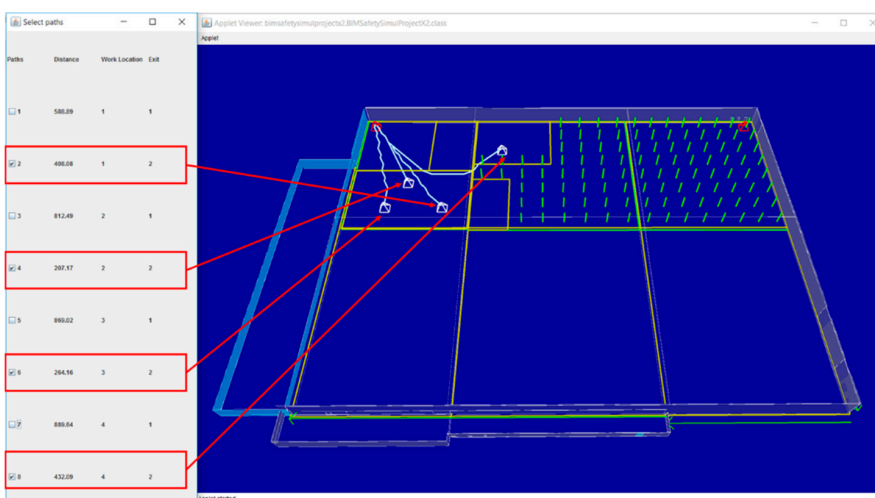 Select paths
Applet Viewer: bimsafetysimulprojectx2.BIMSafetySimulProjectX2.class
Applet
Paths Distance Work Location Exit
1 588.89 1 1
2 406.08 1 2
3 812.49 2 1
4 207.17 2 2
5 869.02 3 1
6 264.16 3 2
7 889.64 4 1
8 432.09 4 2